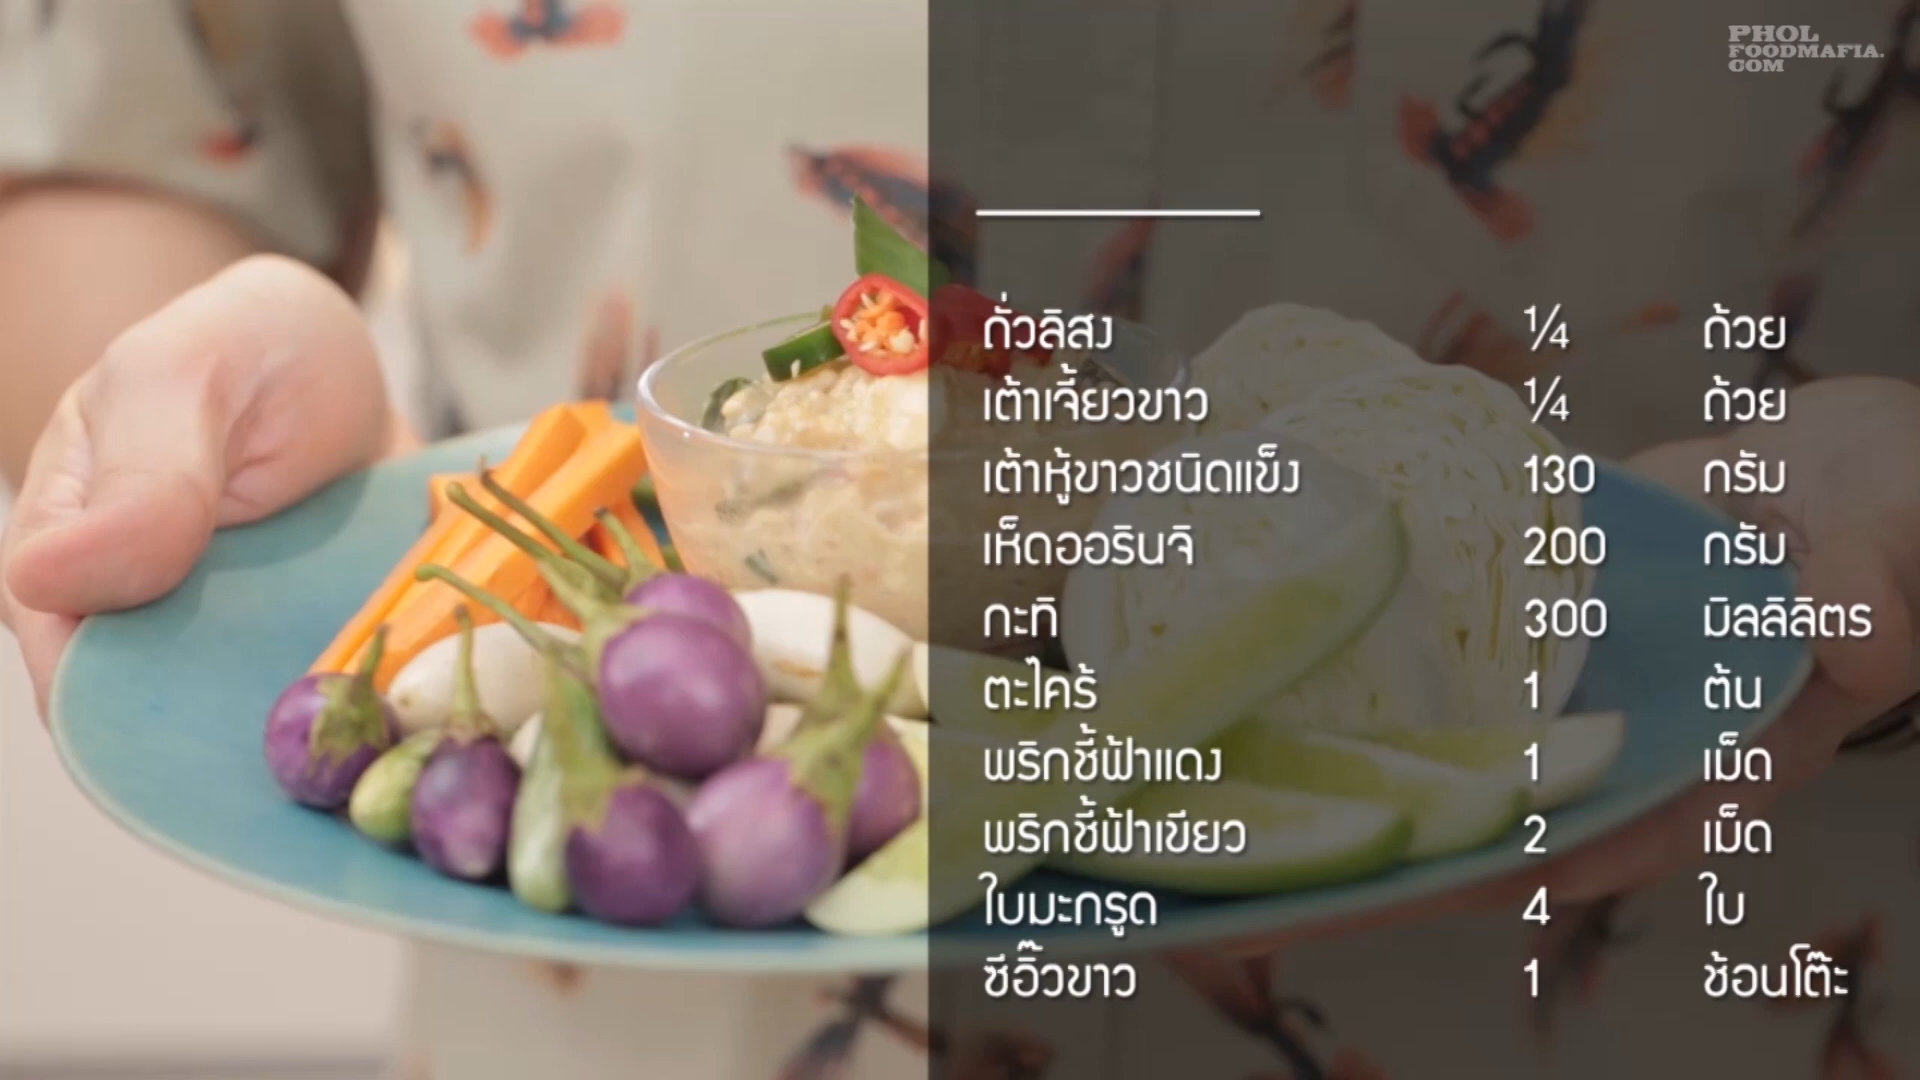 PHOL
FOODMAFIA.
COM
ถั่วลิสง ¼ ถ้วย
เต้าเจี้ยวขาว ¼ ถ้วย
เต้าหู้ขาวชนิดแข็ง 130 กรัม
เห็ดออรินจิ 200 กรัม
กะทิ 300 มิลลิลิตร
ตะไคร้ 1 ต้น
พริกชี้ฟ้าแดง 1 เม็ด
พริกชี้ฟ้าเขียว 2 เม็ด
ใบมะกรูด 4 ใบ
ซีอิ๊วขาว 1 ช้อนโต๊ะ